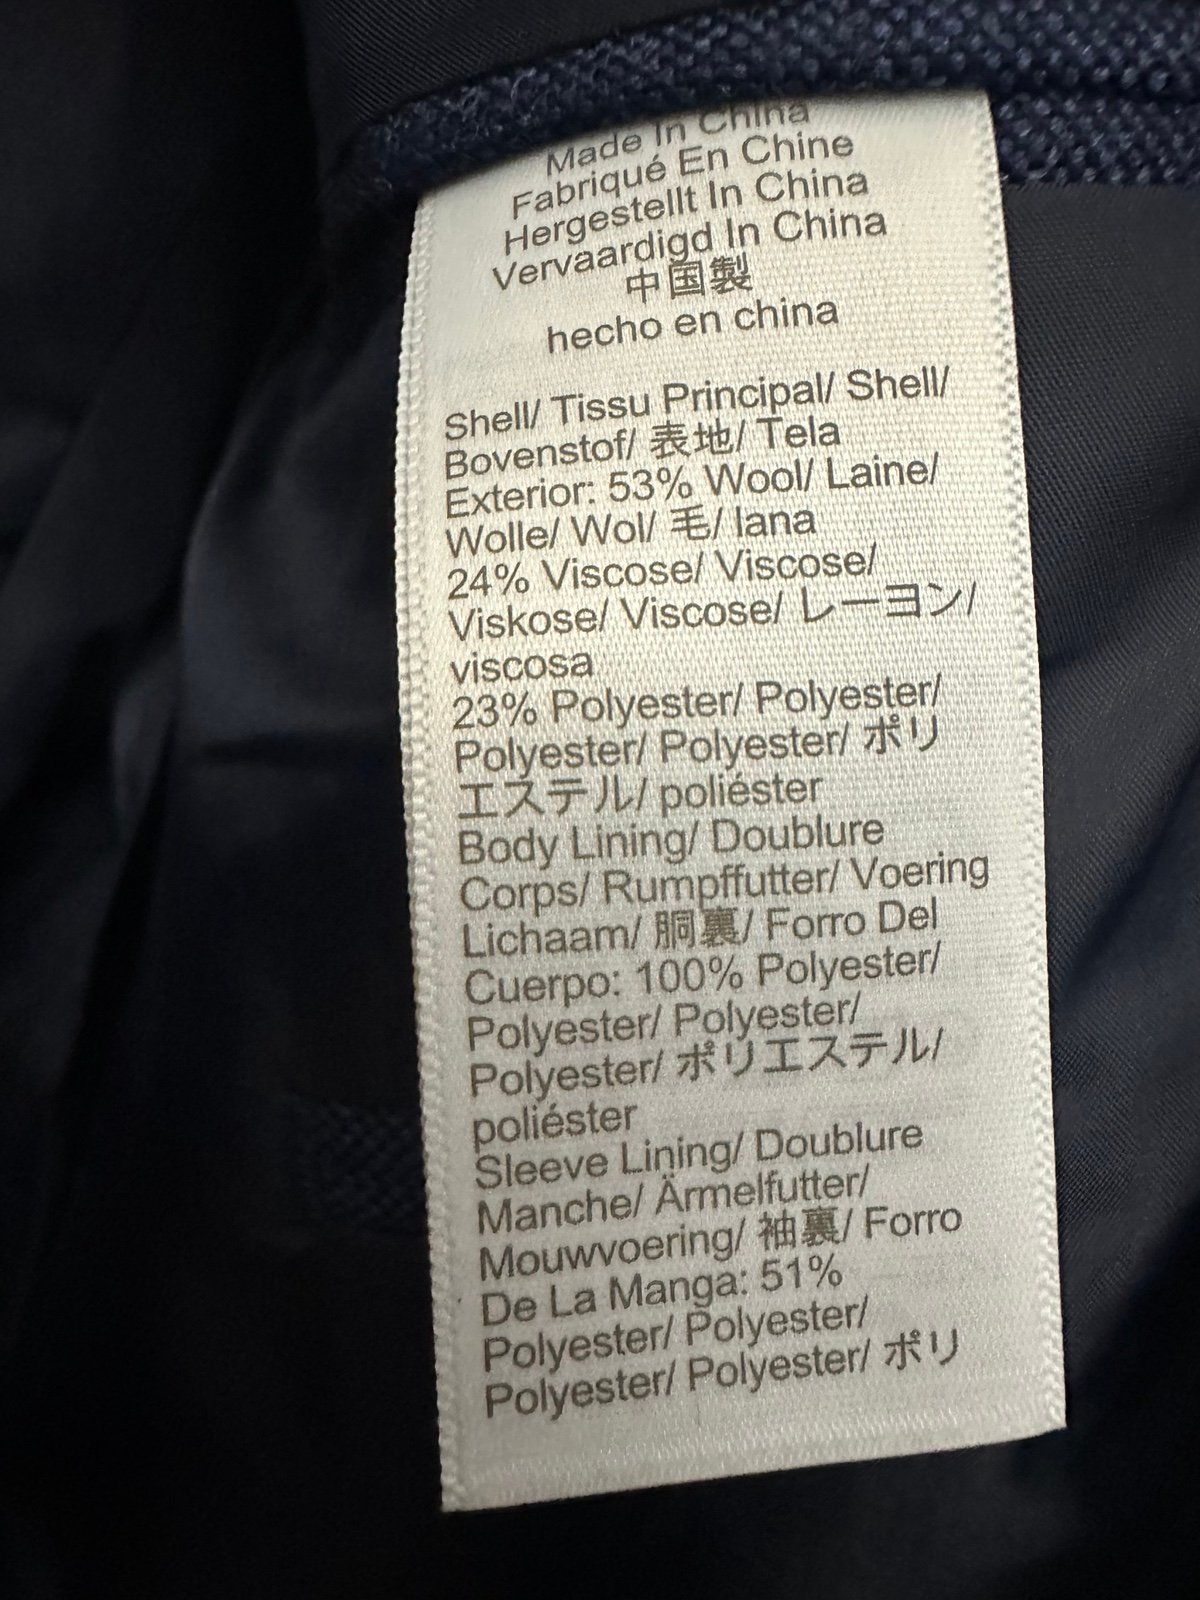 Made In China
Fabriqué En Chine
Hergestellt In China
Vervaardigd In China
中国製
hecho en china
Shell/ Tissu Principal/ Shell/
Bovenstof/ 表地/ Tela
Exterior: 53% Wool/ Laine/
Wolle/ Wol/ 毛/ lana
24% Viscose/ Viscose/
Viskose/ Viscose/ レーヨン/
viscosa
23% Polyester/ Polyester/
Polyester/ Polyester/ ポリ
エステル/ poliéster
Body Lining/ Doublure
Corps/ Rumpffutter/ Voering
Lichaam/ 胴裏/ Forro Del
Cuerpo: 100% Polyester/
Polyester/ Polyester/
Polyester/ ポリエステル/
poliéster
Sleeve Lining/ Doublure
Manche/ Ärmelfutter/
Mouwvoering/ 袖裏/ Forro
De La Manga: 51%
Polyester/ Polyester/
Polyester/ Polyester/ ポリ